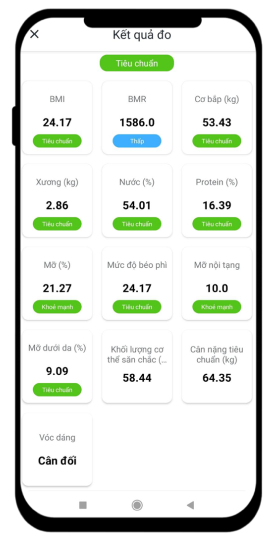 Kết quả đo
Tiêu chuẩn
BMI
24.17
Tiêu chuẩn
BMR
1586.0
Thấp
Cơ bắp (kg)
53.43
Tiêu chuẩn
Xương (kg)
2.86
Tiêu chuẩn
Nước (%)
54.01
Tiêu chuẩn
Protein (%)
16.39
Tiêu chuẩn
Mỡ (%)
21.27
Khoẻ mạnh
Mức độ béo phì
24.17
Tiêu chuẩn
Mỡ nội tạng
10.0
Khoẻ mạnh
Mỡ dưới da (%)
9.09
Tiêu chuẩn
Khối lượng cơ
thể săn chắc (...
58.44
Cân nặng tiêu
chuẩn (kg)
64.35
Vóc dáng
Cân đối